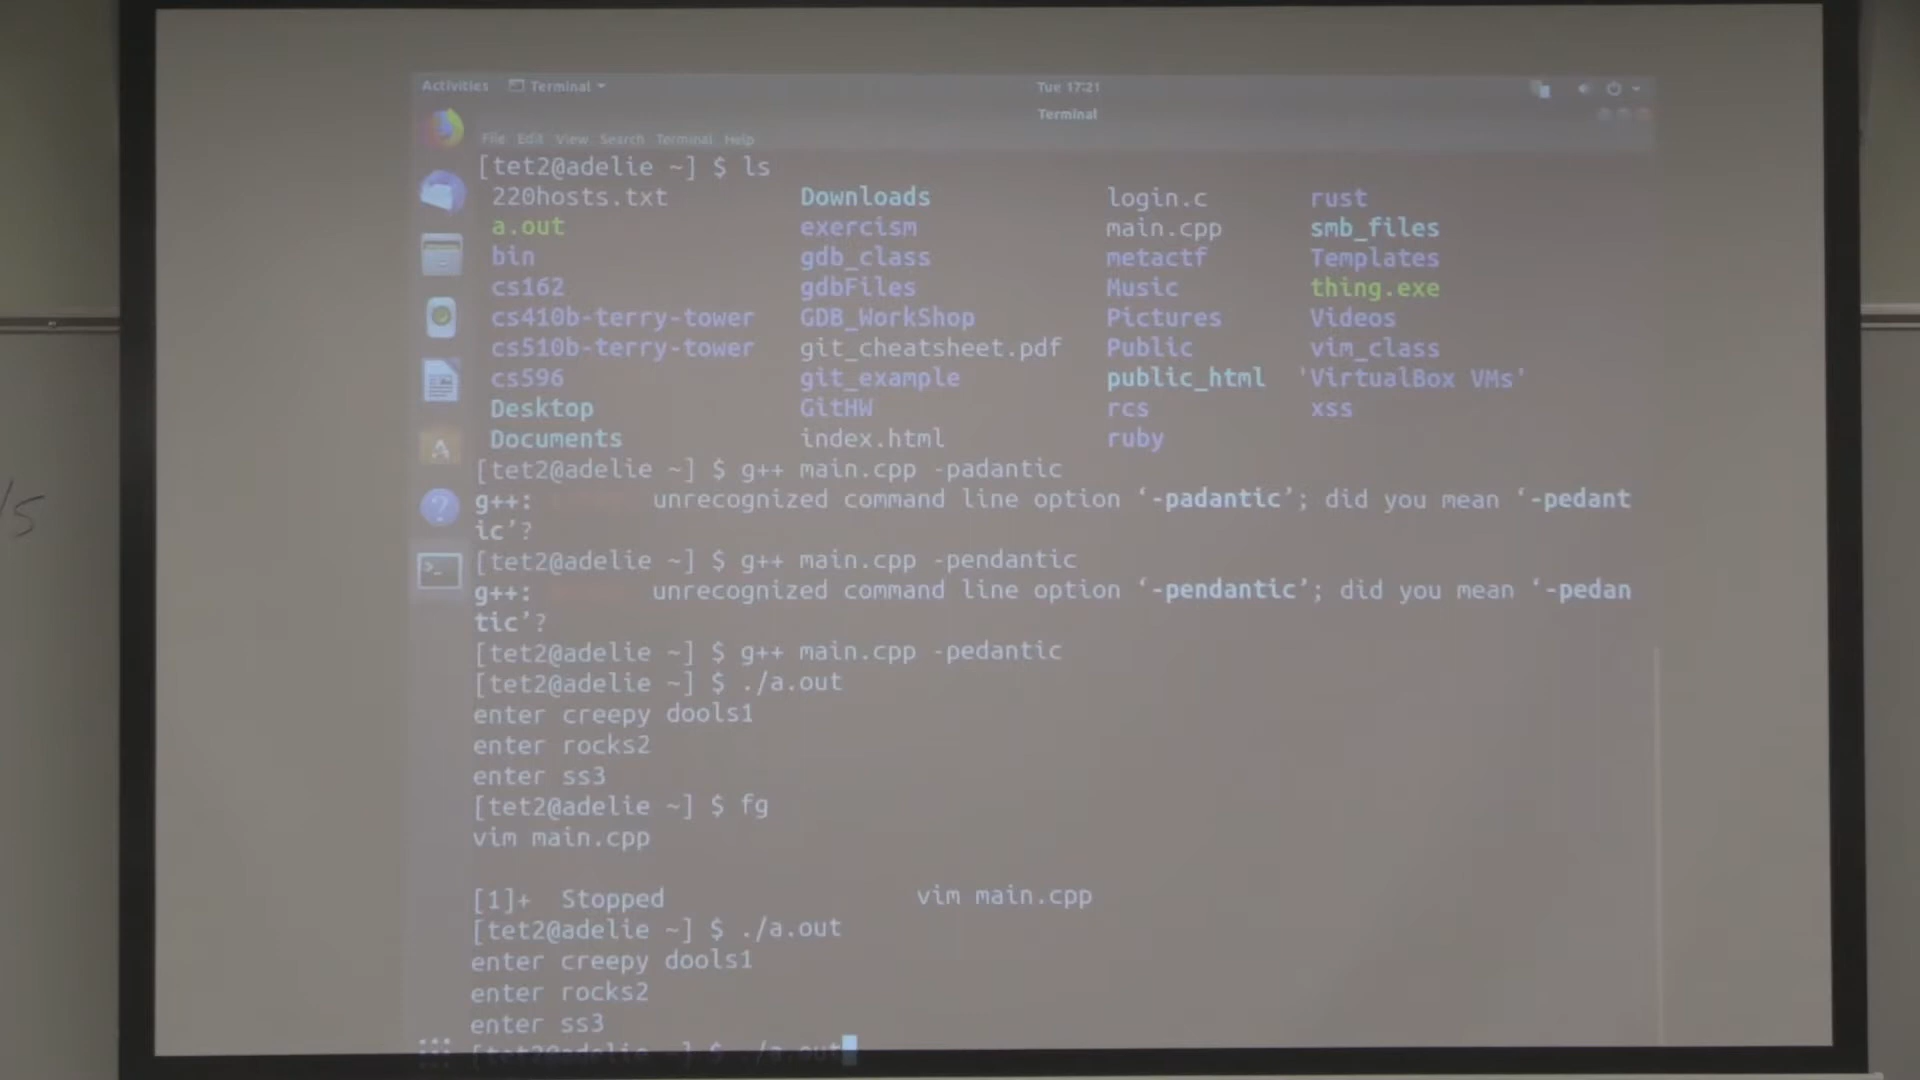 Activities Terminal Tue 17:21
Terminal
File Edit View Search Terminal Help
[tet2@adelie ~] $ ls
220hosts.txt Downloads login.c rust
a.out exercism main.cpp smb_files
bin gdb_class metactf Templates
cs162 gdbFiles Music thing.exe
cs410b-terry-tower GDB_WorkShop Pictures Videos
cs510b-terry-tower git_cheatsheet.pdf Public vim_class
cs596 git_example public_html 'VirtualBox VMs'
Desktop GitHW rcs xss
Documents index.html ruby
[tet2@adelie ~] $ g++ main.cpp -padantic
g++: unrecognized command line option ‘-padantic’; did you mean ‘-pedant
ic’?
[tet2@adelie ~] $ g++ main.cpp -pendantic
g++: unrecognized command line option ‘-pendantic’; did you mean ‘-pedan
tic’?
[tet2@adelie ~] $ g++ main.cpp -pedantic
[tet2@adelie ~] $ ./a.out
enter creepy dools1
enter rocks2
enter ss3
[tet2@adelie ~] $ fg
vim main.cpp
[1]+ Stopped vim main.cpp
[tet2@adelie ~] $ ./a.out
enter creepy dools1
enter rocks2
enter ss3
[tet2@adelie ~] $ ./a.out